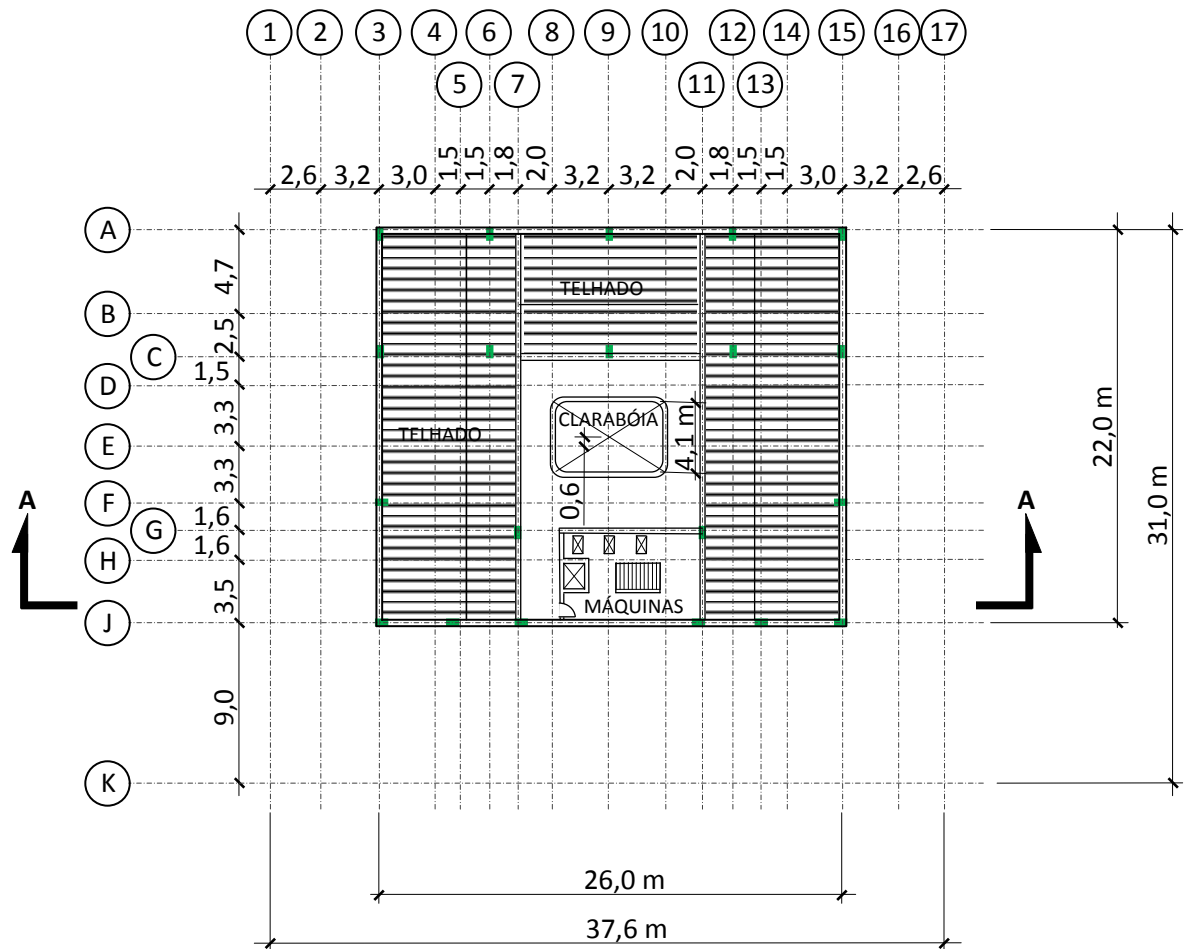 1 2 3 4 6 8 9 10 12 14 15 16 17
5 7 11 13
2,6 3,2 3,0 1,5 1,5 1,8 2,0 3,2 3,2 2,0 1,8 1,5 1,5 3,0 3,2 2,6
A
4,7
TELHADO
B
2,5
C
1,5
D
3,3
CLARABÓIA
TELHADO
4,1 m
22,0 m
E
3,3
0,6
A
A
F
1,6
G
31,0 m
1,6
H
3,5
MÁQUINAS
J
9,0
K
26,0 m
37,6 m